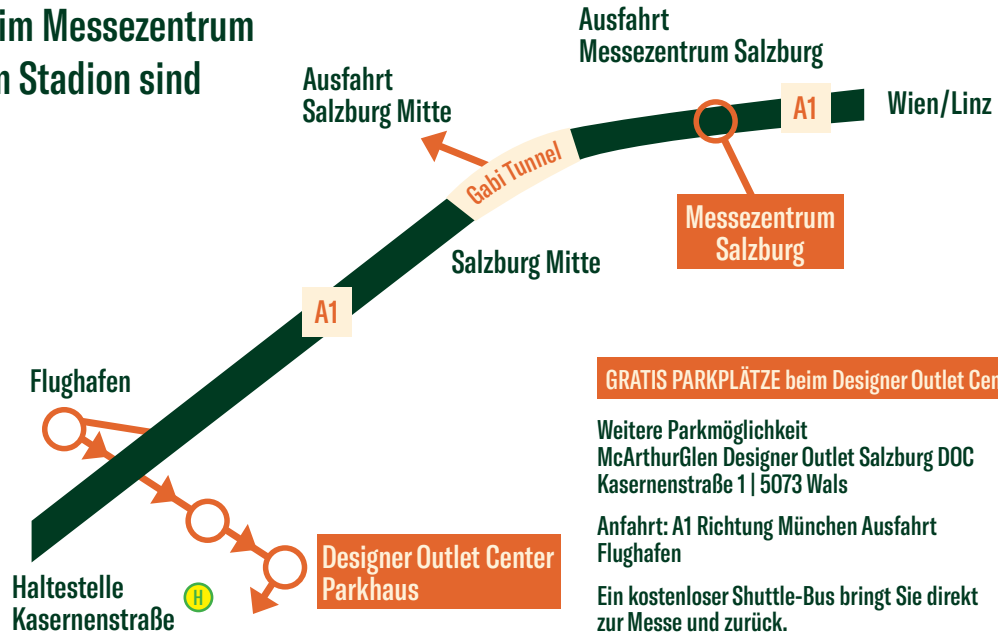 im Messezentrum
Stadion sind
Ausfahrt
Messezentrum Salzburg
Ausfahrt
Salzburg Mitte
A1
Wien/Linz
Gabi Tunnel
Messezentrum
Salzburg
Salzburg Mitte
A1
Flughafen
GRATIS PARKPLÄTZE beim Designer Outlet
Weitere Parkmöglichkeit
McArthurGlen Designer Outlet Salzburg DOC
Kasernenstraße 1 | 5073 Wals
Anfahrt: A1 Richtung München Ausfahrt
Flughafen
Designer Outlet Center
Parkhaus
Haltestelle
Kasernenstraße
H
Ein kostenloser Shuttle-Bus bringt Sie direkt
zur Messe und zurück.